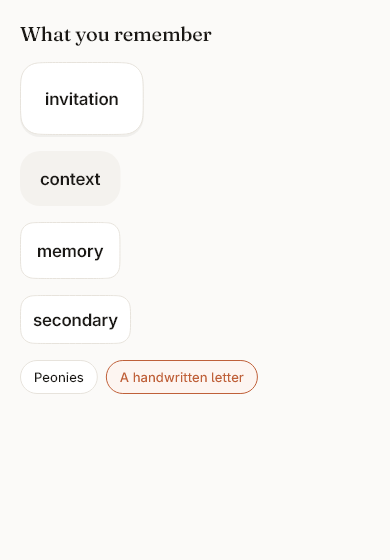 What you remember
invitation
context
memory
secondary
Peonies
A handwritten letter